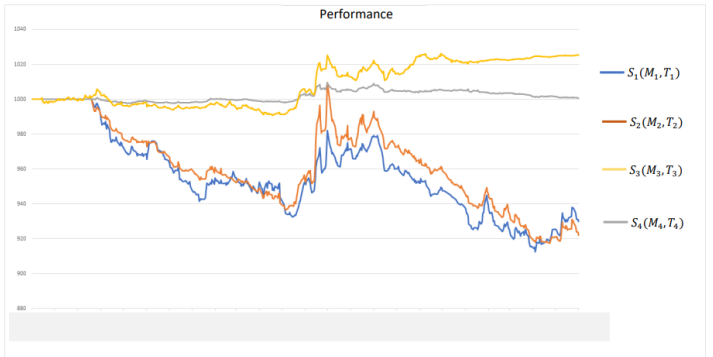 Performance
1040
1020
1000
980
960
940
920
900
880
S₁(M₁,T₁)
S₂(M₂,T₂)
S₃(M₃,T₃)
S₄(M₄,T₄)